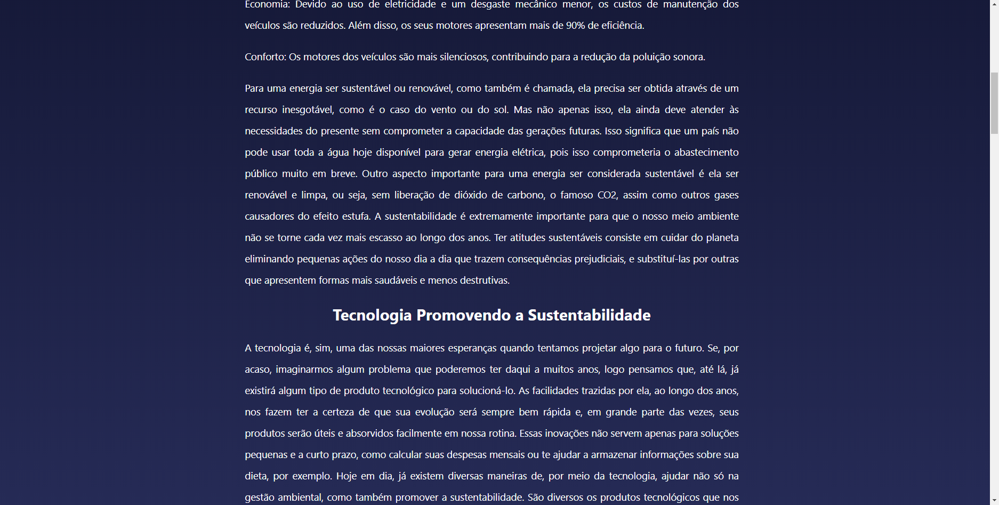 Economia: Devido ao uso de eletricidade e um desgaste mecânico menor, os custos de manutenção dos
veículos são reduzidos. Além disso, os seus motores apresentam mais de 90% de eficiência.
Conforto: Os motores dos veículos são mais silenciosos, contribuindo para a redução da poluição sonora.
Para uma energia ser sustentável ou renovável, como também é chamada, ela precisa ser obtida através de um
recurso inesgotável, como é o caso do vento ou do sol. Mas não apenas isso, ela ainda deve atender às
necessidades do presente sem comprometer a capacidade das gerações futuras. Isso significa que um país não
pode usar toda a água hoje disponível para gerar energia elétrica, pois isso comprometeria o abastecimento
público muito em breve. Outro aspecto importante para uma energia ser considerada sustentável é ela ser
renovável e limpa, ou seja, sem liberação de dióxido de carbono, o famoso CO2, assim como outros gases
causadores do efeito estufa. A sustentabilidade é extremamente importante para que o nosso meio ambiente
não se torne cada vez mais escasso ao longo dos anos. Ter atitudes sustentáveis consiste em cuidar do planeta
eliminando pequenas ações do nosso dia a dia que trazem consequências prejudiciais, e substituí-las por outras
que apresentem formas mais saudáveis e menos destrutivas.
Tecnologia Promovendo a Sustentabilidade
A tecnologia é, sim, uma das nossas maiores esperanças quando tentamos projetar algo para o futuro. Se, por
acaso, imaginarmos algum problema que poderemos ter daqui a muitos anos, logo pensamos que, até lá, já
existirá algum tipo de produto tecnológico para solucioná-lo. As facilidades trazidas por ela, ao longo dos anos,
nos fazem ter a certeza de que sua evolução será sempre bem rápida e, em grande parte das vezes, seus
produtos serão úteis e absorvidos facilmente em nossa rotina. Essas inovações não servem apenas para soluções
pequenas e a curto prazo, como calcular suas despesas mensais ou te ajudar a armazenar informações sobre sua
dieta, por exemplo. Hoje em dia, já existem diversas maneiras de, por meio da tecnologia, ajudar não só na
gestão ambiental, como também promover a sustentabilidade. São diversos os produtos tecnológicos que nos